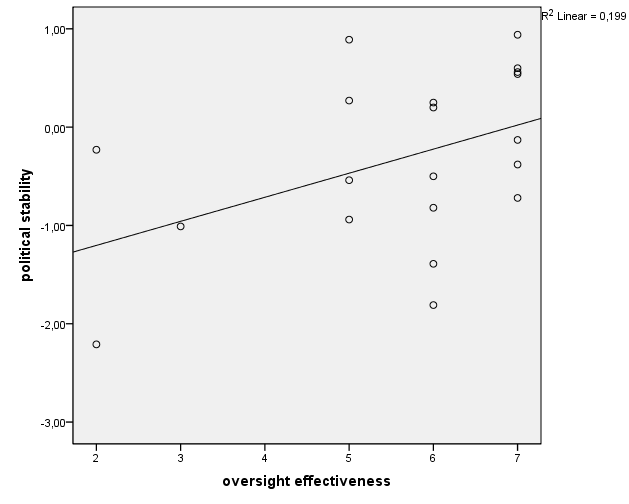 R2 Linear = 0,199
1,00
0,00
-1,00
-2,00
-3,00
political stability
2 3 4 5 6 7
oversight effectiveness